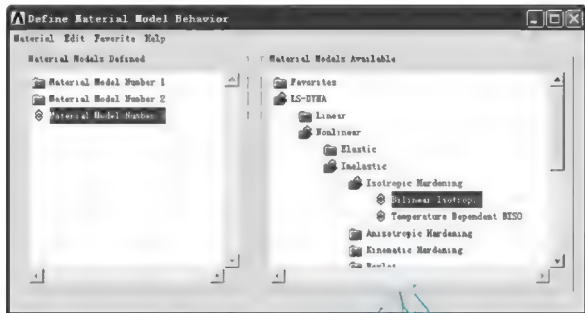 Define Material Model Behavior
Material Edit Favorite Help
Material Models Defined
Material Models Available
Material Model Number 1
Material Model Number 2
Material Model Number
Favorites
LS-DYNA
Linear
Nonlinear
Elastic
Inelastic
Isotropic Hardening
Bilinear Isotropi
Temperature Dependent BISO
Anisotropic Hardening
Kinematic Hardening